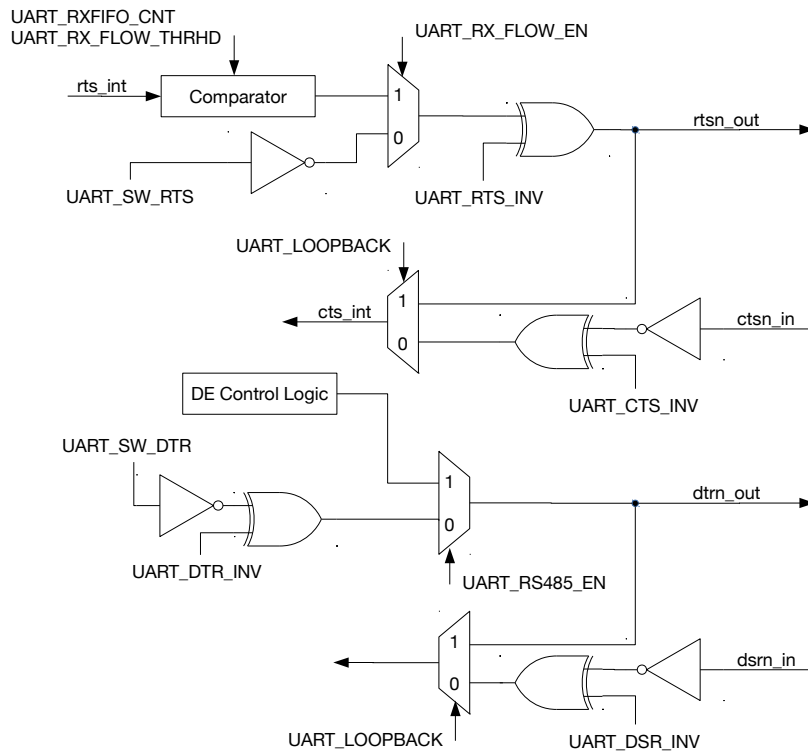 UART_RXFIFO_CNT
UART_RX_FLOW_THRHD
UART_RX_FLOW_EN
rts_int
Comparator
1
0
rtsn_out
UART_SW_RTS
UART_RTS_INV
UART_LOOPBACK
1
cts_int
0
ctsn_in
UART_CTS_INV
DE Control Logic
UART_SW_DTR
1
0
dtrn_out
UART_DTR_INV
UART_RS485_EN
1
0
dsrn_in
UART_LOOPBACK
UART_DSR_INV